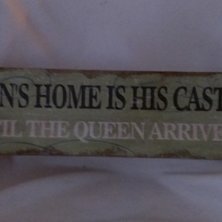 N'S HOME IS HIS CAST
IL THE QUEEN ARRIVE